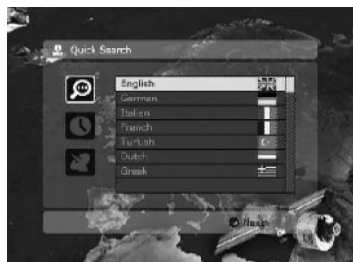 Quick Search
English
German
Italian
French
Turkish
Dutch
Greek
Next